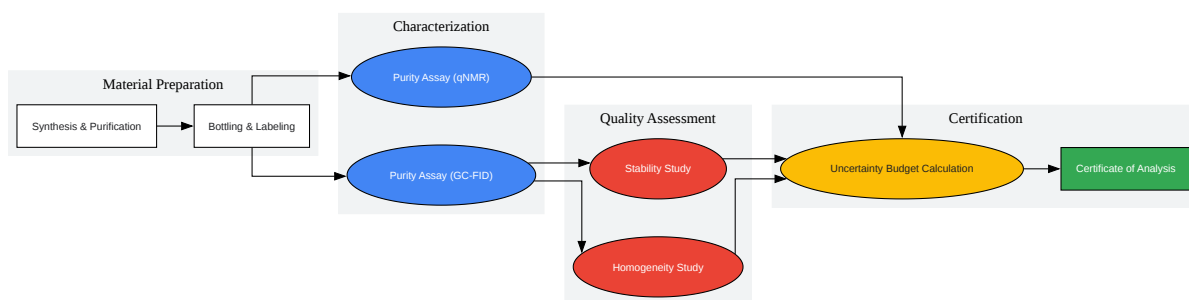 Material Preparation
Synthesis & Purification
Bottling & Labeling
Characterization
Purity Assay (qNMR)
Purity Assay (GC-FID)
Quality Assessment
Stability Study
Homogeneity Study
Certification
Uncertainty Budget Calculation
Certificate of Analysis